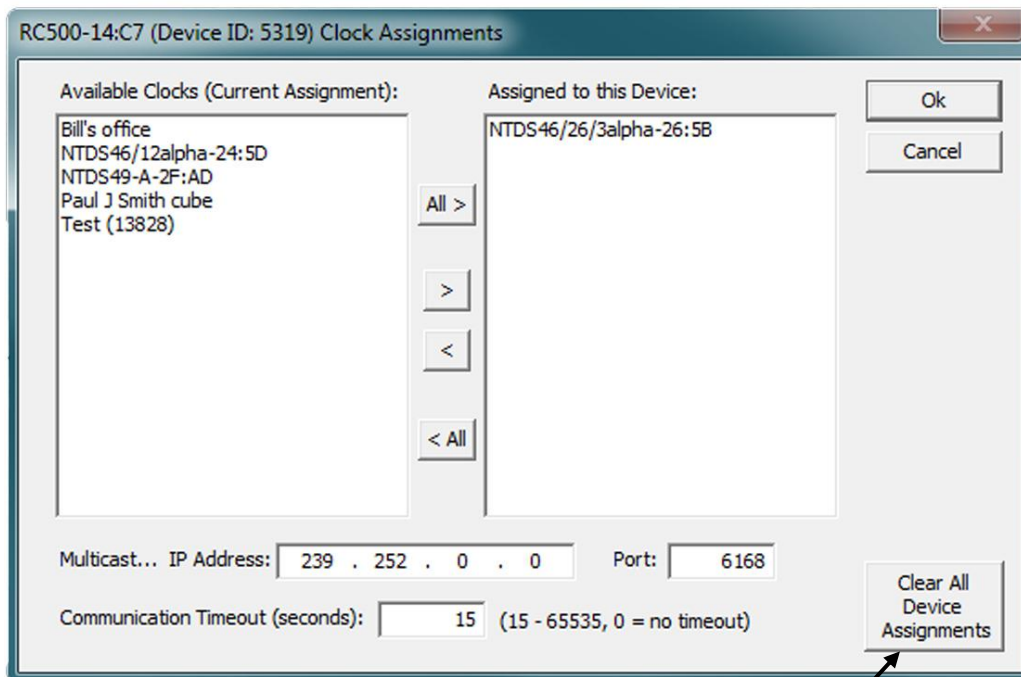 RC500-14:C7 (Device ID: 5319) Clock Assignments
X
Available Clocks (Current Assignment):
Bill's office
NTDS46/12alpha-24:5D
NTDS49-A-2F:AD
Paul J Smith cube
Test (13828)
All >
>
<
< All
Assigned to this Device:
NTDS46/26/3alpha-26:5B
Ok
Cancel
Multicast... IP Address: 239 . 252 . 0 . 0 Port: 6168
Communication Timeout (seconds): 15 (15 - 65535, 0 = no timeout)
Clear All
Device
Assignments